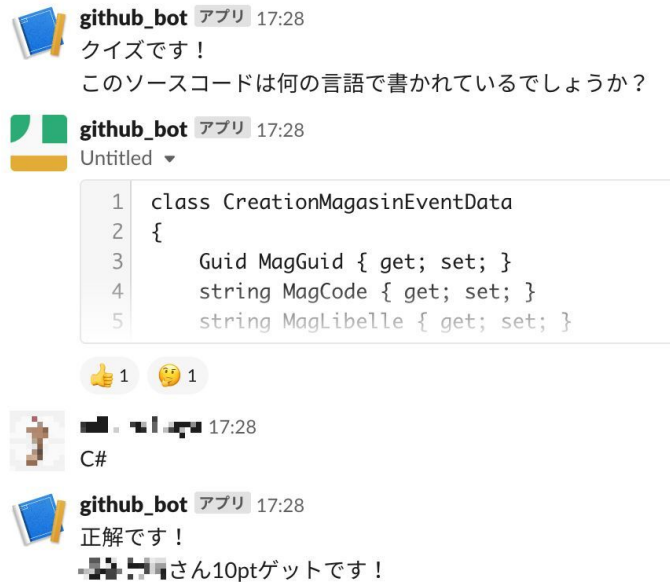 github_bot アプリ 17:28
クイズです！
このソースコードは何の言語で書かれているでしょうか？
github_bot アプリ 17:28
Untitled
1 class CreationMagasinEventData
2 {
3 Guid MagGuid { get; set; }
4 string MagCode { get; set; }
5 string MagLibelle { get; set; }
1 1
17:28
C#
github_bot アプリ 17:28
正解です！
さん10ptゲットです！